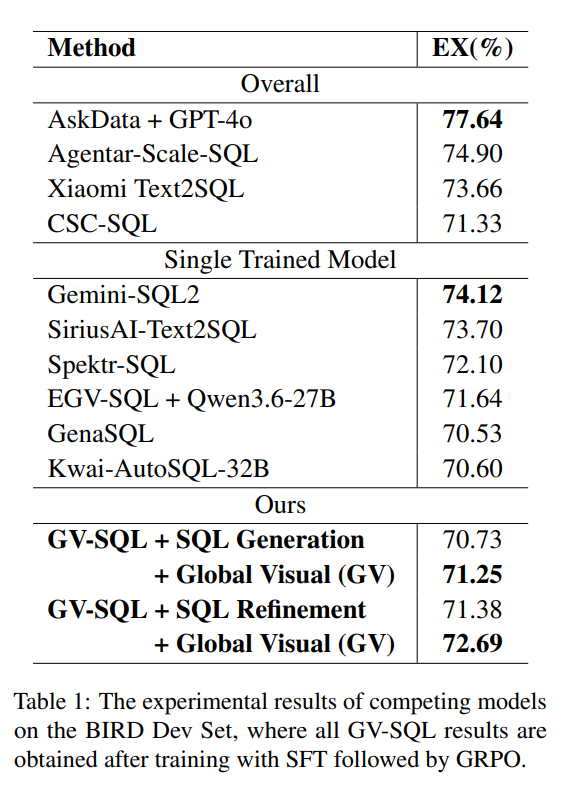 Method EX(%)
Overall
AskData + GPT-4o 77.64
Agentar-Scale-SQL 74.90
Xiaomi Text2SQL 73.66
CSC-SQL 71.33
Single Trained Model
Gemini-SQL2 74.12
SiriusAI-Text2SQL 73.70
Spektr-SQL 72.10
EGV-SQL + Qwen3.6-27B 71.64
GenaSQL 70.53
Kwai-AutoSQL-32B 70.60
Ours
GV-SQL + SQL Generation 70.73
+ Global Visual (GV) 71.25
GV-SQL + SQL Refinement 71.38
+ Global Visual (GV) 72.69
Table 1: The experimental results of competing models
on the BIRD Dev Set, where all GV-SQL results are
obtained after training with SFT followed by GRPO.